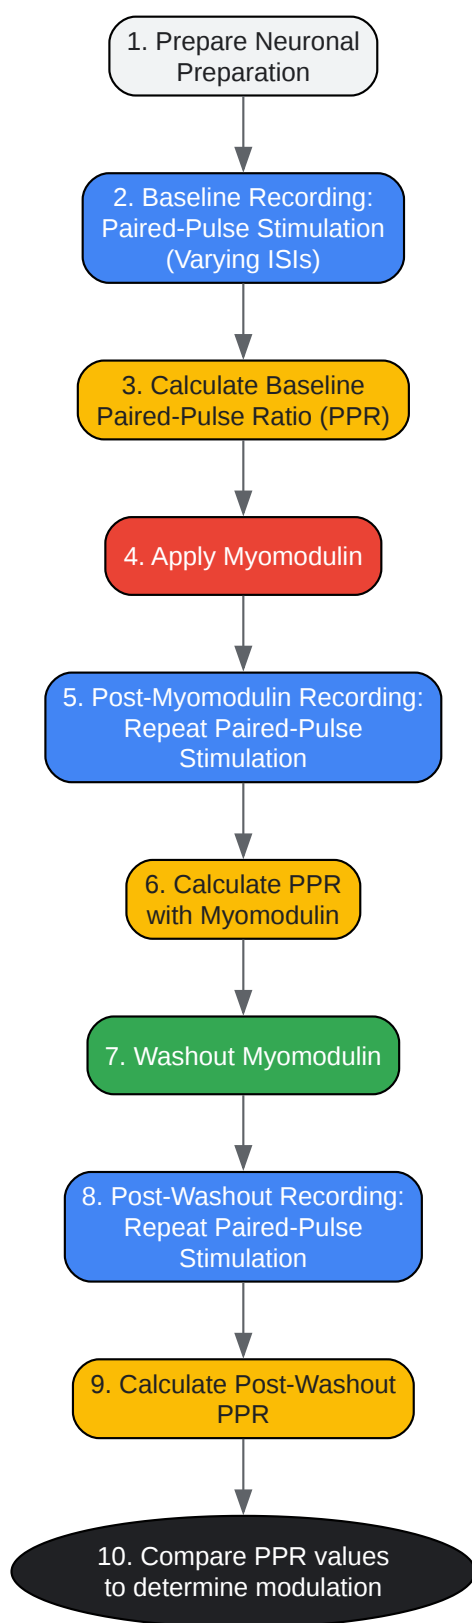 1. Prepare Neuronal
Preparation
2. Baseline Recording:
Paired-Pulse Stimulation
(Varying ISIs)
3. Calculate Baseline
Paired-Pulse Ratio (PPR)
4. Apply Myomodulin
5. Post-Myomodulin Recording:
Repeat Paired-Pulse
Stimulation
6. Calculate PPR
with Myomodulin
7. Washout Myomodulin
8. Post-Washout Recording:
Repeat Paired-Pulse
Stimulation
9. Calculate Post-Washout
PPR
10. Compare PPR values
to determine modulation